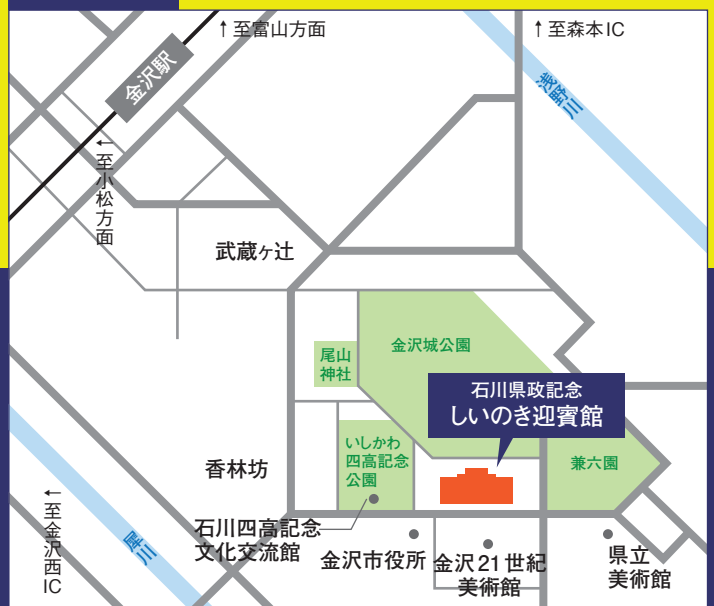 ↑至富山方面
↑至森本IC
金沢駅
浅野川
←至小松方面
武蔵ヶ辻
尾山
神社
金沢城公園
石川県政記念
しいのき迎賓館
いしかわ
四高記念
公園
兼六園
香林坊
←至金沢西IC
犀川
石川四高記念
文化交流館
金沢市役所
金沢21世紀
美術館
県立
美術館